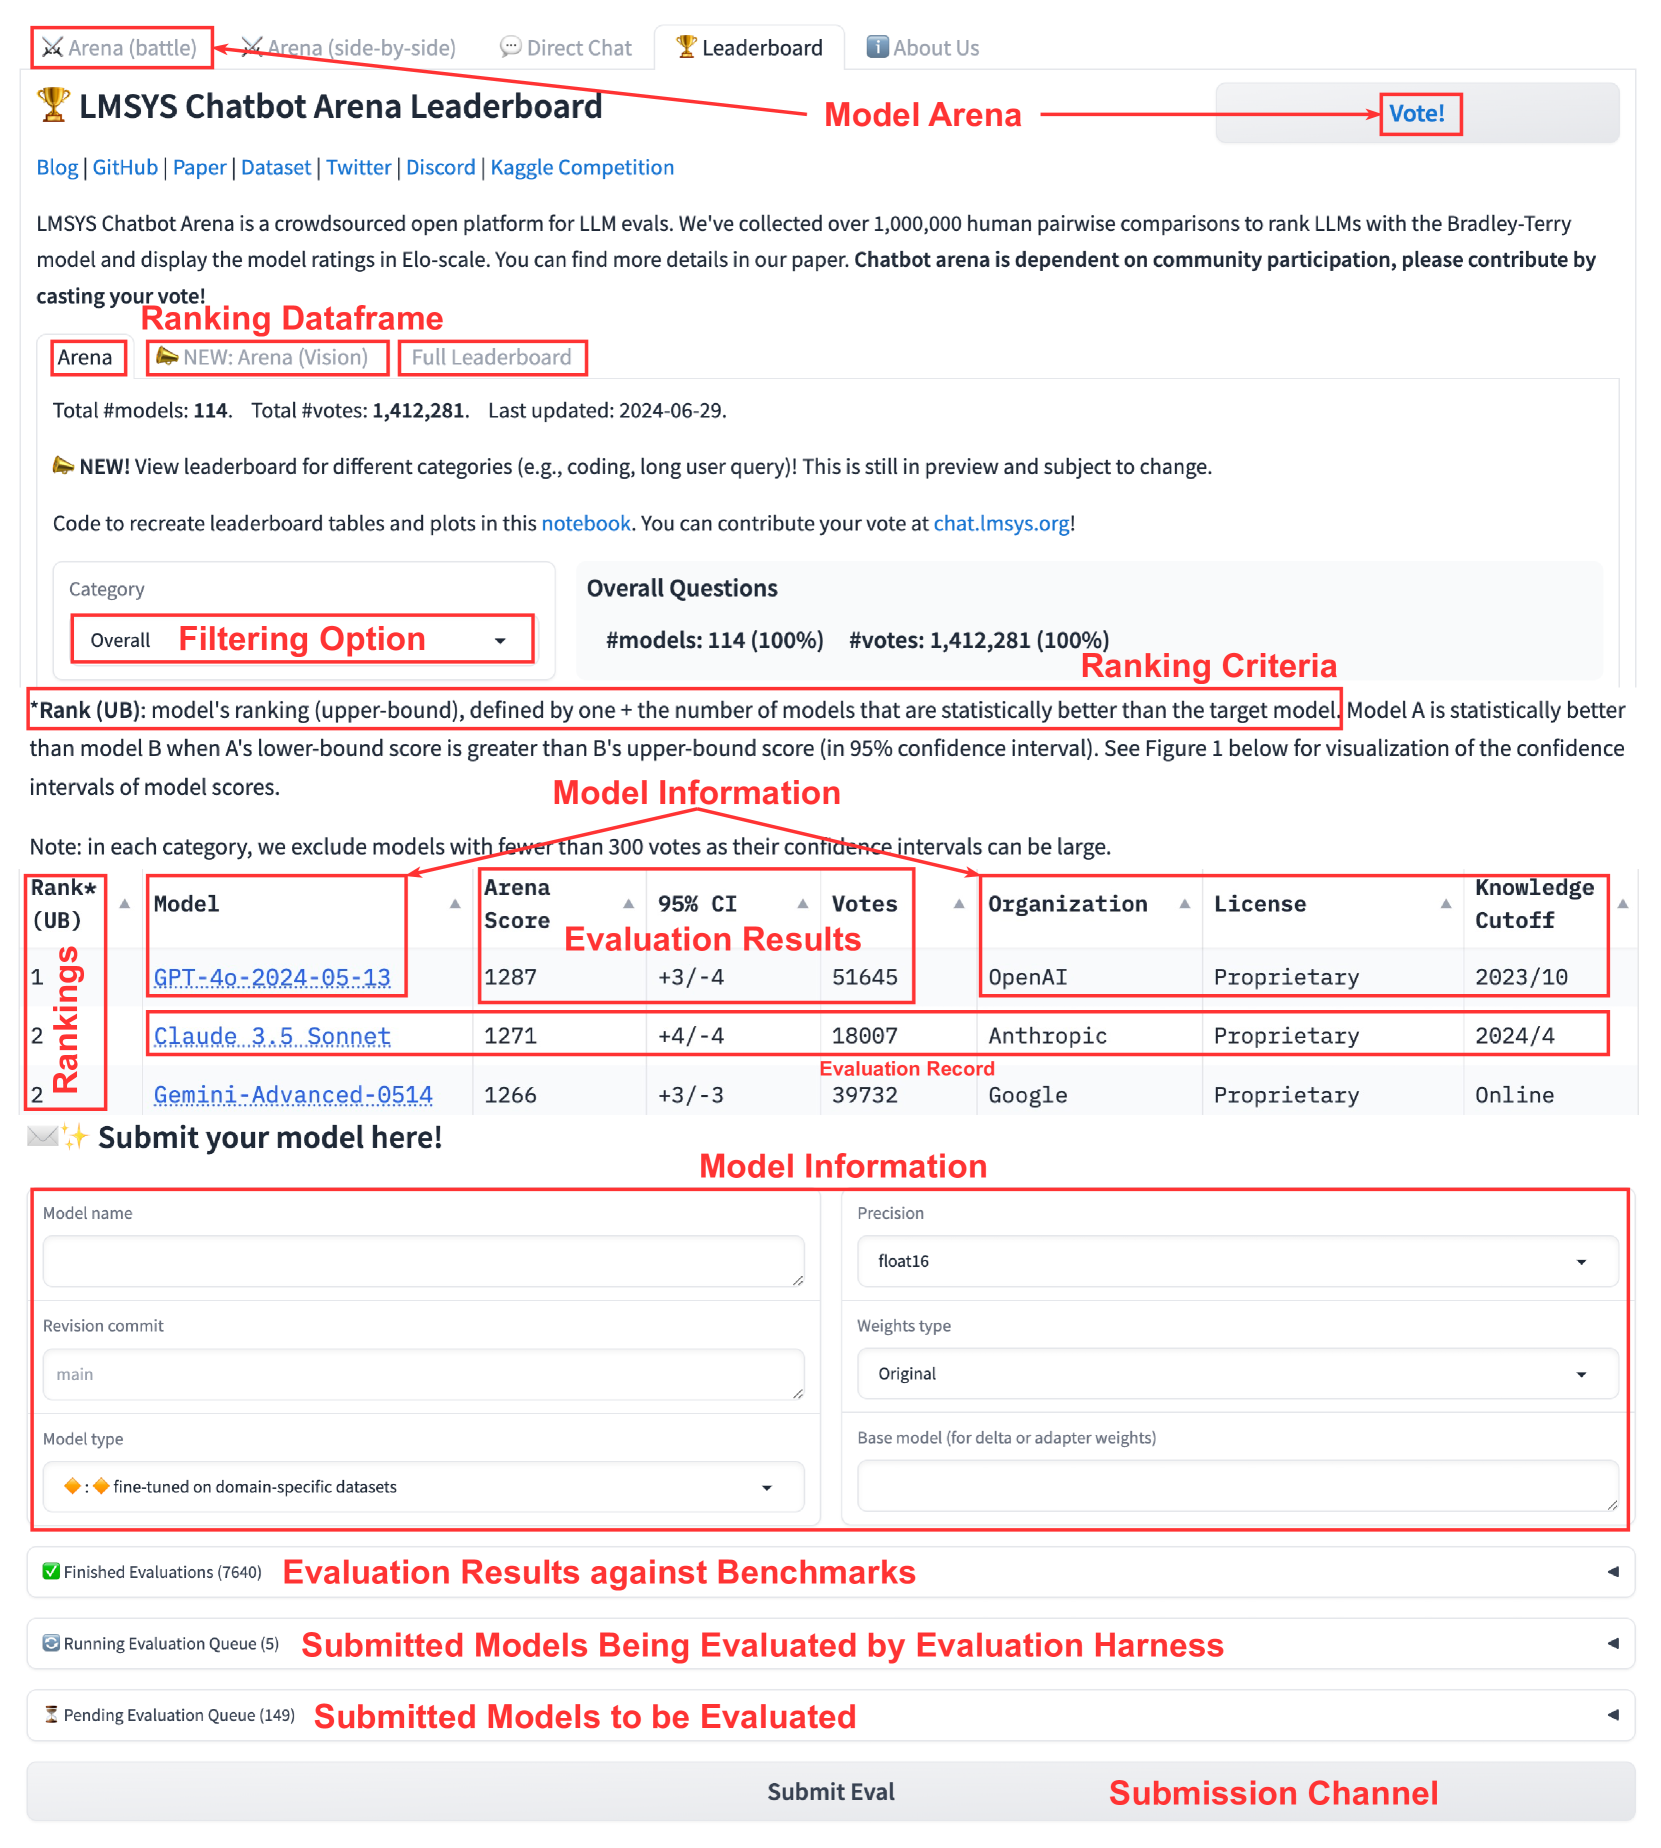 ⚔️ Arena (battle) ⚔️ Arena (side-by-side) 💬 Direct Chat 🏆 Leaderboard ℹ️ About Us
🏆 LMSYS Chatbot Arena Leaderboard
Model Arena
Vote!
Blog | GitHub | Paper | Dataset | Twitter | Discord | Kaggle Competition
LMSYS Chatbot Arena is a crowdsourced open platform for LLM evals. We've collected over 1,000,000 human pairwise comparisons to rank LLMs with the Bradley-Terry
model and display the model ratings in Elo-scale. You can find more details in our paper. Chatbot arena is dependent on community participation, please contribute by
casting your vote!
Ranking Dataframe
Arena 📣 NEW: Arena (Vision) Full Leaderboard
Total #models: 114. Total #votes: 1,412,281. Last updated: 2024-06-29.
📣 NEW! View leaderboard for different categories (e.g., coding, long user query)! This is still in preview and subject to change.
Code to recreate leaderboard tables and plots in this notebook. You can contribute your vote at chat.lmsys.org!
Category
Overall Filtering Option
Overall Questions
#models: 114 (100%) #votes: 1,412,281 (100%)
Ranking Criteria
*Rank (UB): model's ranking (upper-bound), defined by one + the number of models that are statistically better than the target model. Model A is statistically better
than model B when A's lower-bound score is greater than B's upper-bound score (in 95% confidence interval). See Figure 1 below for visualization of the confidence
intervals of model scores.
Model Information
Note: in each category, we exclude models with fewer than 300 votes as their confidence intervals can be large.
Rank* (UB) Model Arena Score 95% CI Votes Organization License Knowledge Cutoff
Evaluation Results
Rankings
1 GPT-4o-2024-05-13 1287 +3/-4 51645 OpenAI Proprietary 2023/10
2 Claude 3.5 Sonnet 1271 +4/-4 18007 Anthropic Proprietary 2024/4
Evaluation Record
2 Gemini-Advanced-0514 1266 +3/-3 39732 Google Proprietary Online
✉️✨ Submit your model here!
Model Information
Model name
Precision
float16
Revision commit
main
Weights type
Original
Model type
🔶 : 🔶 fine-tuned on domain-specific datasets
Base model (for delta or adapter weights)
✅ Finished Evaluations (7640) Evaluation Results against Benchmarks
🔄 Running Evaluation Queue (5) Submitted Models Being Evaluated by Evaluation Harness
⏳ Pending Evaluation Queue (149) Submitted Models to be Evaluated
Submit Eval Submission Channel